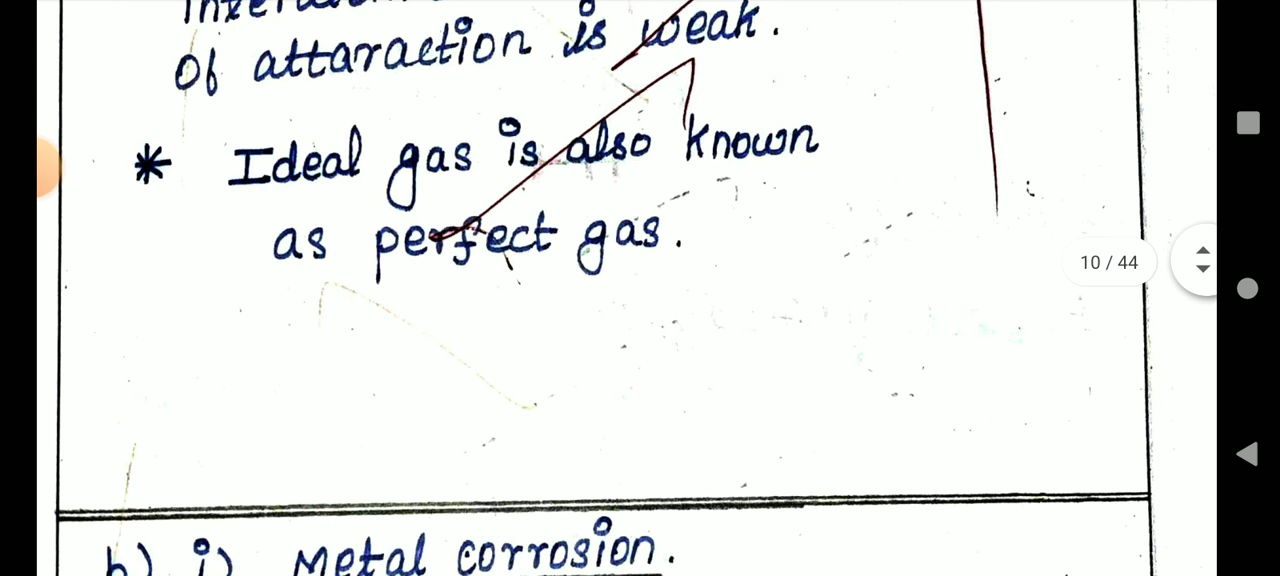 of attaraction is weak.
* Ideal gas is also known
as perfect gas.
10 / 44
b) i) Metal corrosion.